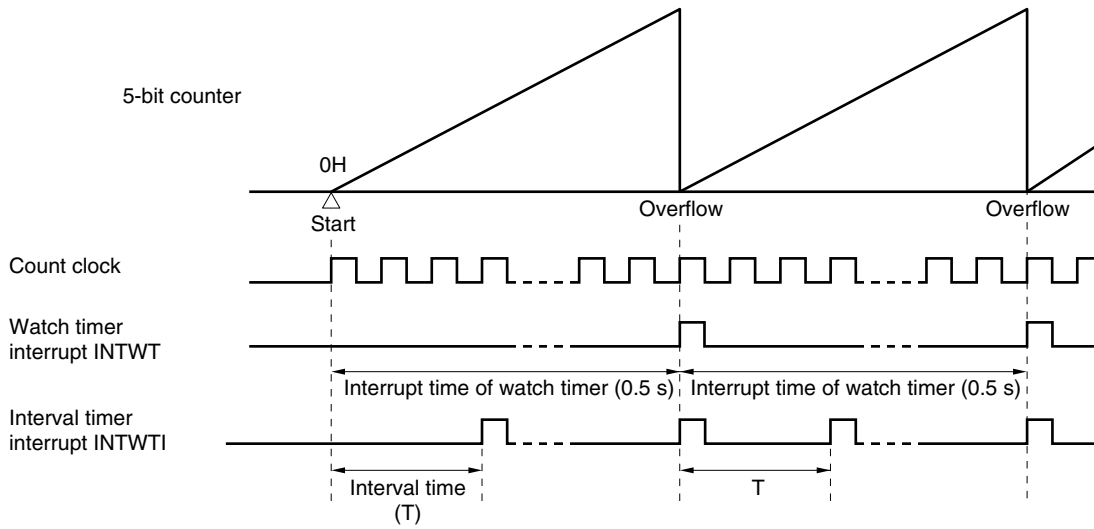 5-bit counter
0H
Start
Overflow
Overflow
Count clock
Watch timer
interrupt INTWT
Interrupt time of watch timer (0.5 s)
Interrupt time of watch timer (0.5 s)
Interval timer
interrupt INTWTI
Interval time
(T)
T